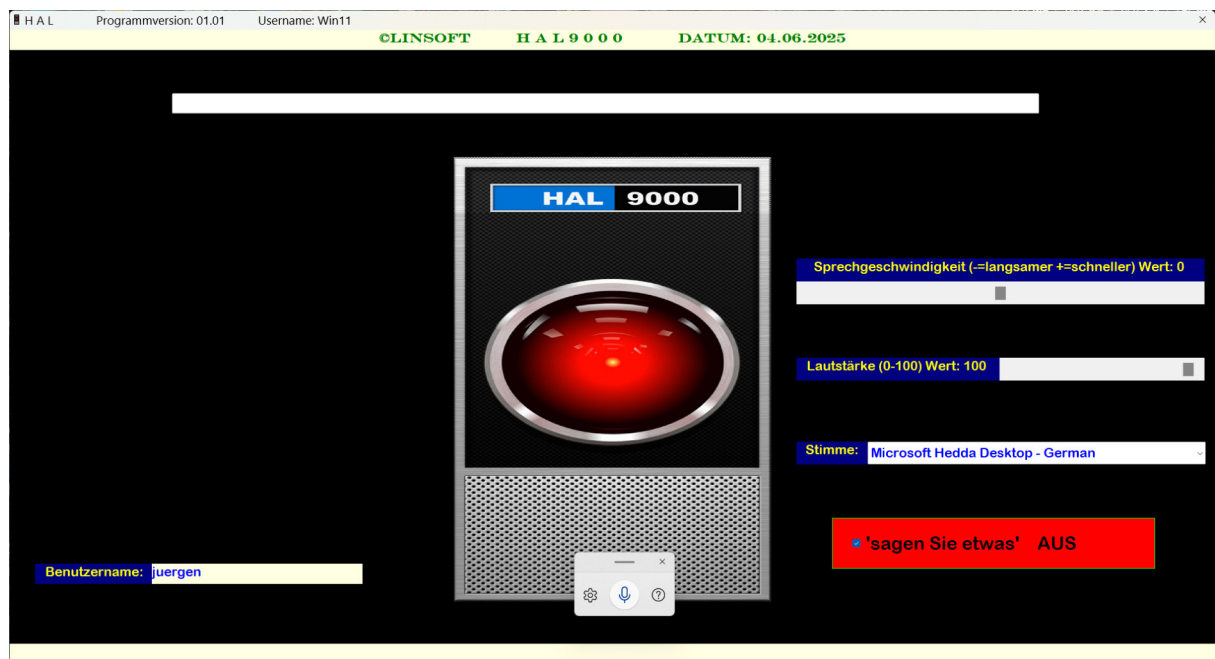 H A L Programmversion: 01.01 Username: Win11
©LINSOFT H A L 9 0 0 0 DATUM: 04.06.2025
HAL 9000
Sprechgeschwindigkeit (-=langsamer +=schneller) Wert: 0
Lautstärke (0-100) Wert: 100
Stimme: Microsoft Hedda Desktop - German
'sagen Sie etwas' AUS
Benutzername: juergen